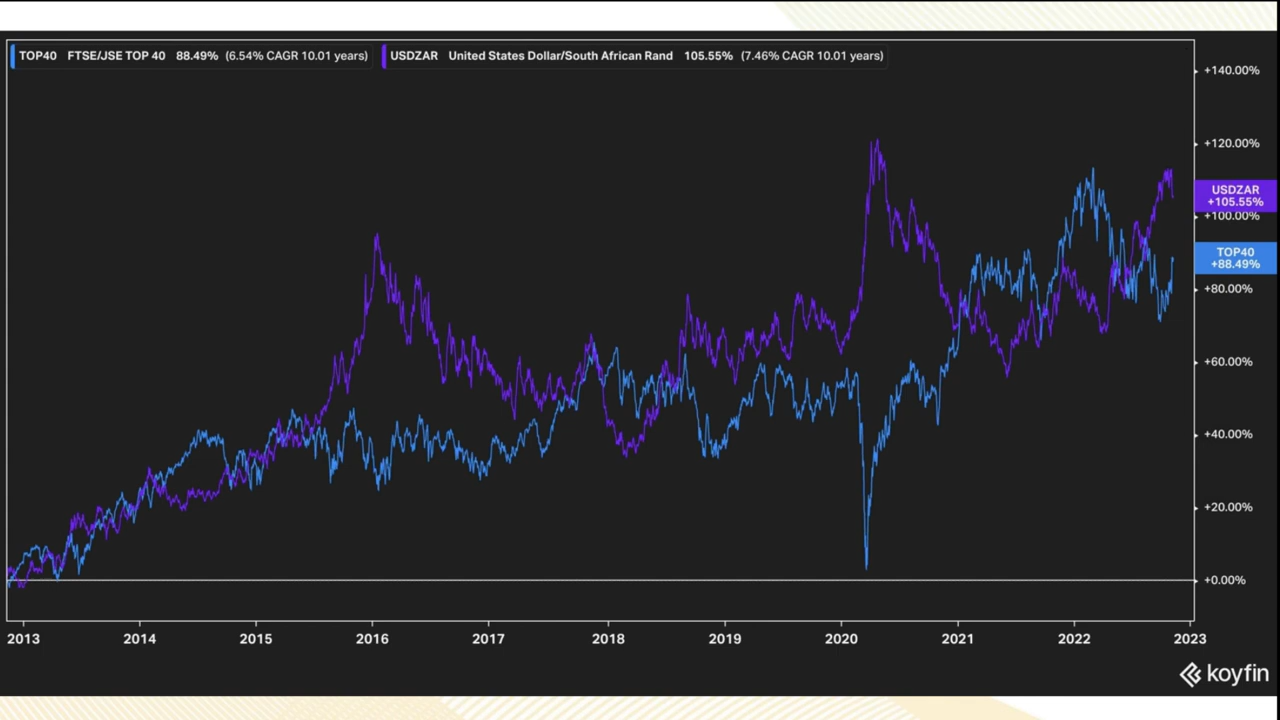 TOP40 FTSE/JSE TOP 40 88.49% (6.54% CAGR 10.01 years) USDZAR United States Dollar/South African Rand 105.55% (7.46% CAGR 10.01 years)
+140.00%
+120.00%
USDZAR
+105.55%
+100.00%
TOP40
+88.49%
+80.00%
+60.00%
+40.00%
+20.00%
+0.00%
2013 2014 2015 2016 2017 2018 2019 2020 2021 2022 2023
koyfin